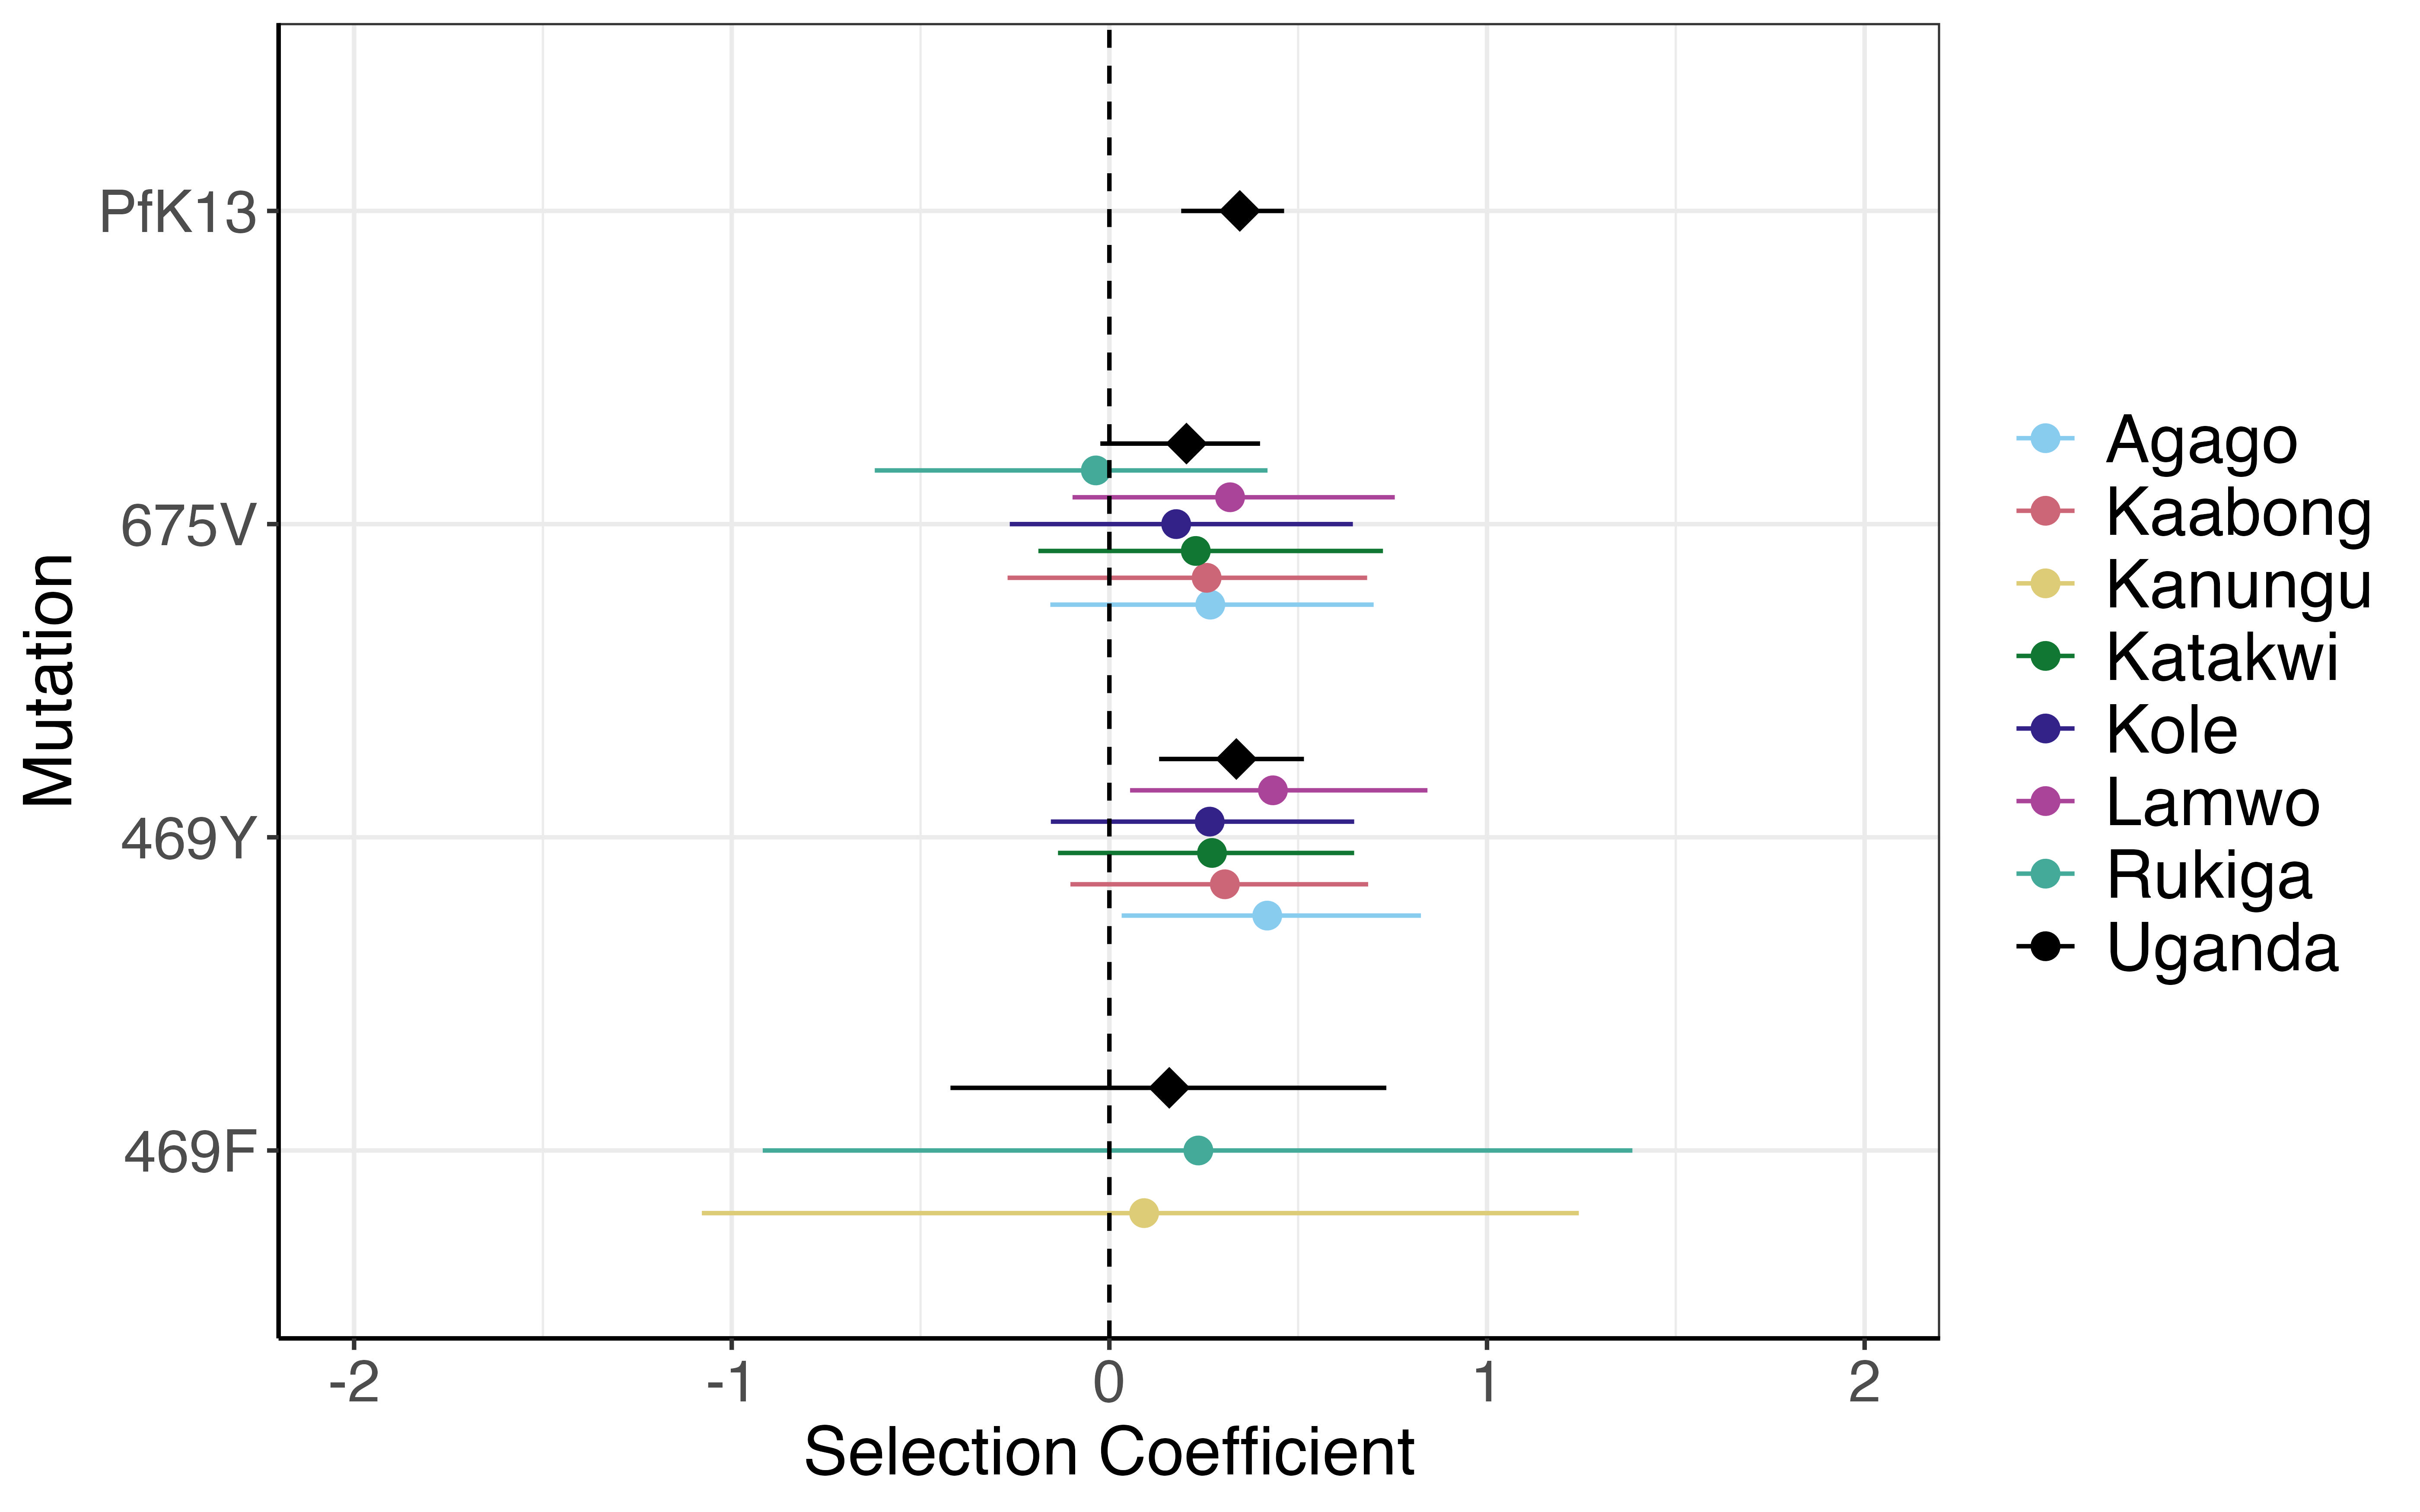 Mutation
PfK13
675V
469Y
469F
-2
-1
0
1
2
Selection Coefficient
Agago
Kaabong
Kanungu
Katakwi
Kole
Lamwo
Rukiga
Uganda